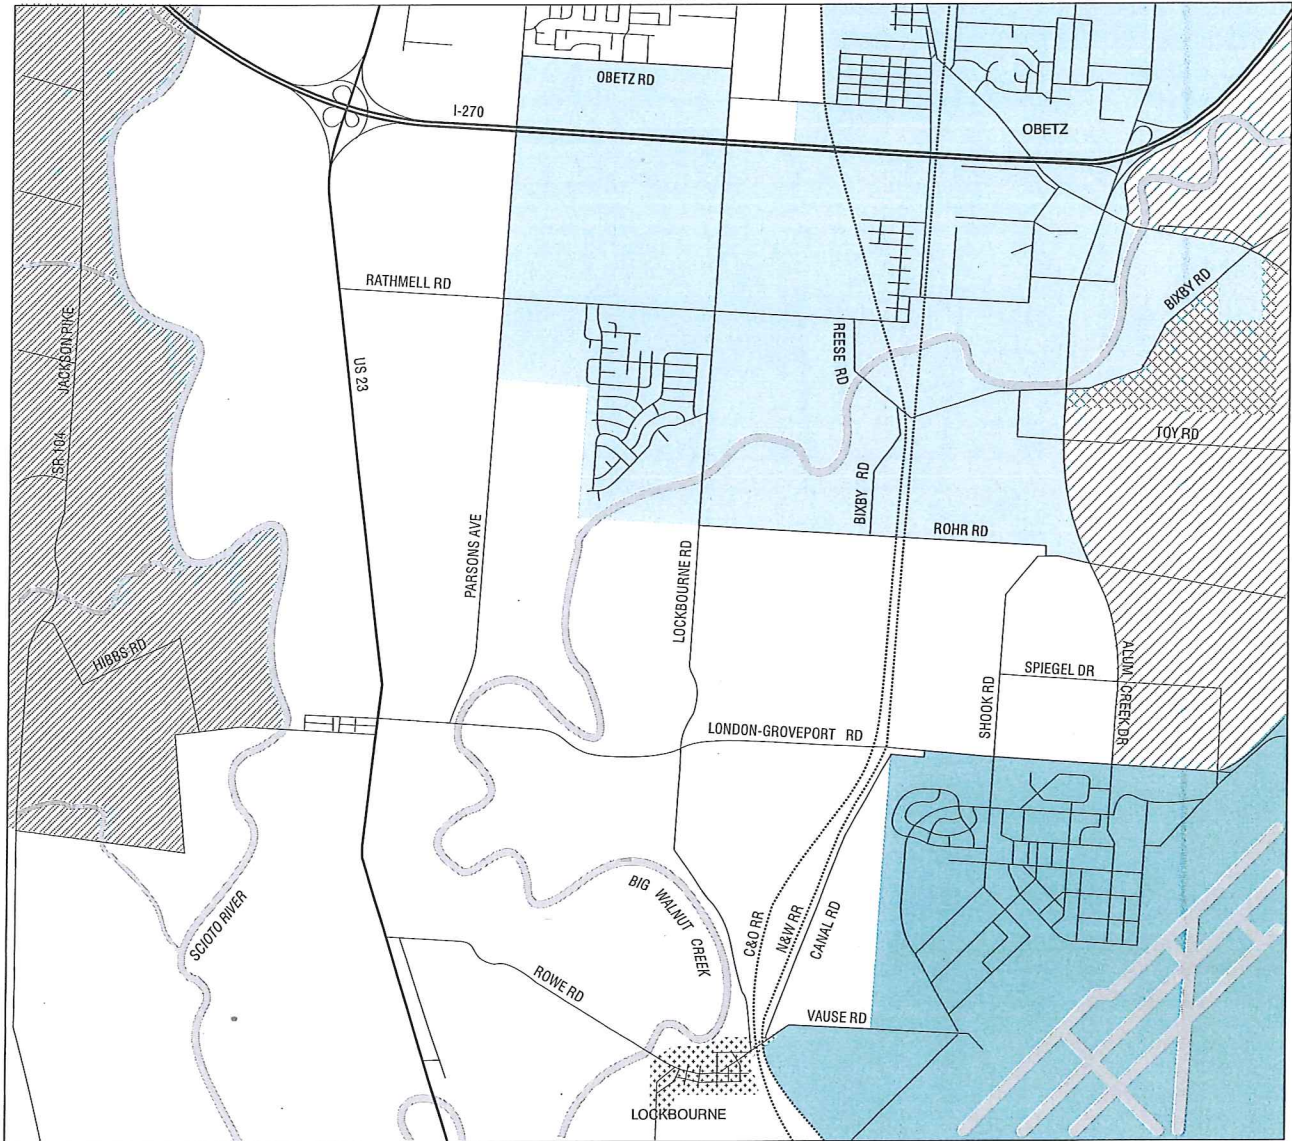 OBETZ RD
I-270
OBETZ
RATHMELL RD
BIXBY RD
JACKSON PIKE
US 23
REESE RD
SR 104
TOY RD
BIXBY RD
ROHR RD
PARSONS AVE
LOCKBOURNE RD
HIBBS RD
SPIEGEL DR
ALUM CREEK DR
SHOOK RD
LONDON-GROVEPORT RD
BIG WALNUT CREEK
SCIOTO RIVER
C&O RR
N&W RR
CANAL RD
ROWE RD
VAUSE RD
LOCKBOURNE